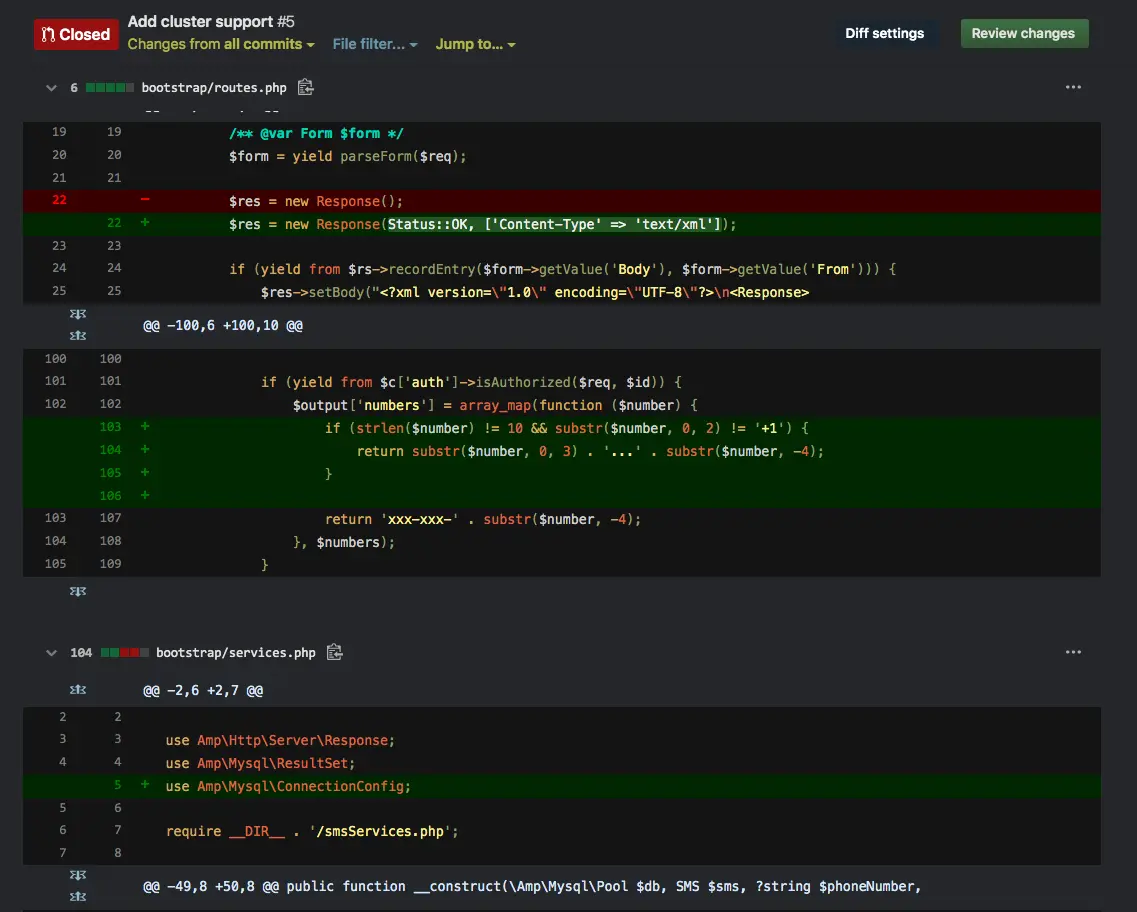 Closed
Add cluster support #5
Changes from all commits File filter... Jump to...
Diff settings
Review changes
6 bootstrap/routes.php
19 19 /** @var Form $form */
20 20 $form = yield parseForm($req);
21 21
22 - $res = new Response();
22 + $res = new Response(Status::OK, ['Content-Type' => 'text/xml']);
23 23
24 24 if (yield from $rs->recordEntry($form->getValue('Body'), $form->getValue('From'))) {
25 25 $res->setBody("<?xml version=\"1.0\" encoding=\"UTF-8\"?>\n<Response>
@@ -100,6 +100,10 @@
100 100
101 101 if (yield from $c['auth']->isAuthorized($req, $id)) {
102 102 $output['numbers'] = array_map(function ($number) {
103 + if (strlen($number) != 10 && substr($number, 0, 2) != '+1') {
104 + return substr($number, 0, 3) . '...' . substr($number, -4);
105 + }
106 +
103 107 return 'xxx-xxx-' . substr($number, -4);
104 108 }, $numbers);
105 109 }
104 bootstrap/services.php
@@ -2,6 +2,7 @@
2 2
3 3 use Amp\Http\Server\Response;
4 4 use Amp\Mysql\ResultSet;
5 + use Amp\Mysql\ConnectionConfig;
5 6
6 7 require __DIR__ . '/smsServices.php';
7 8
@@ -49,8 +50,8 @@ public function __construct(\Amp\Mysql\Pool $db, SMS $sms, ?string $phoneNumber,